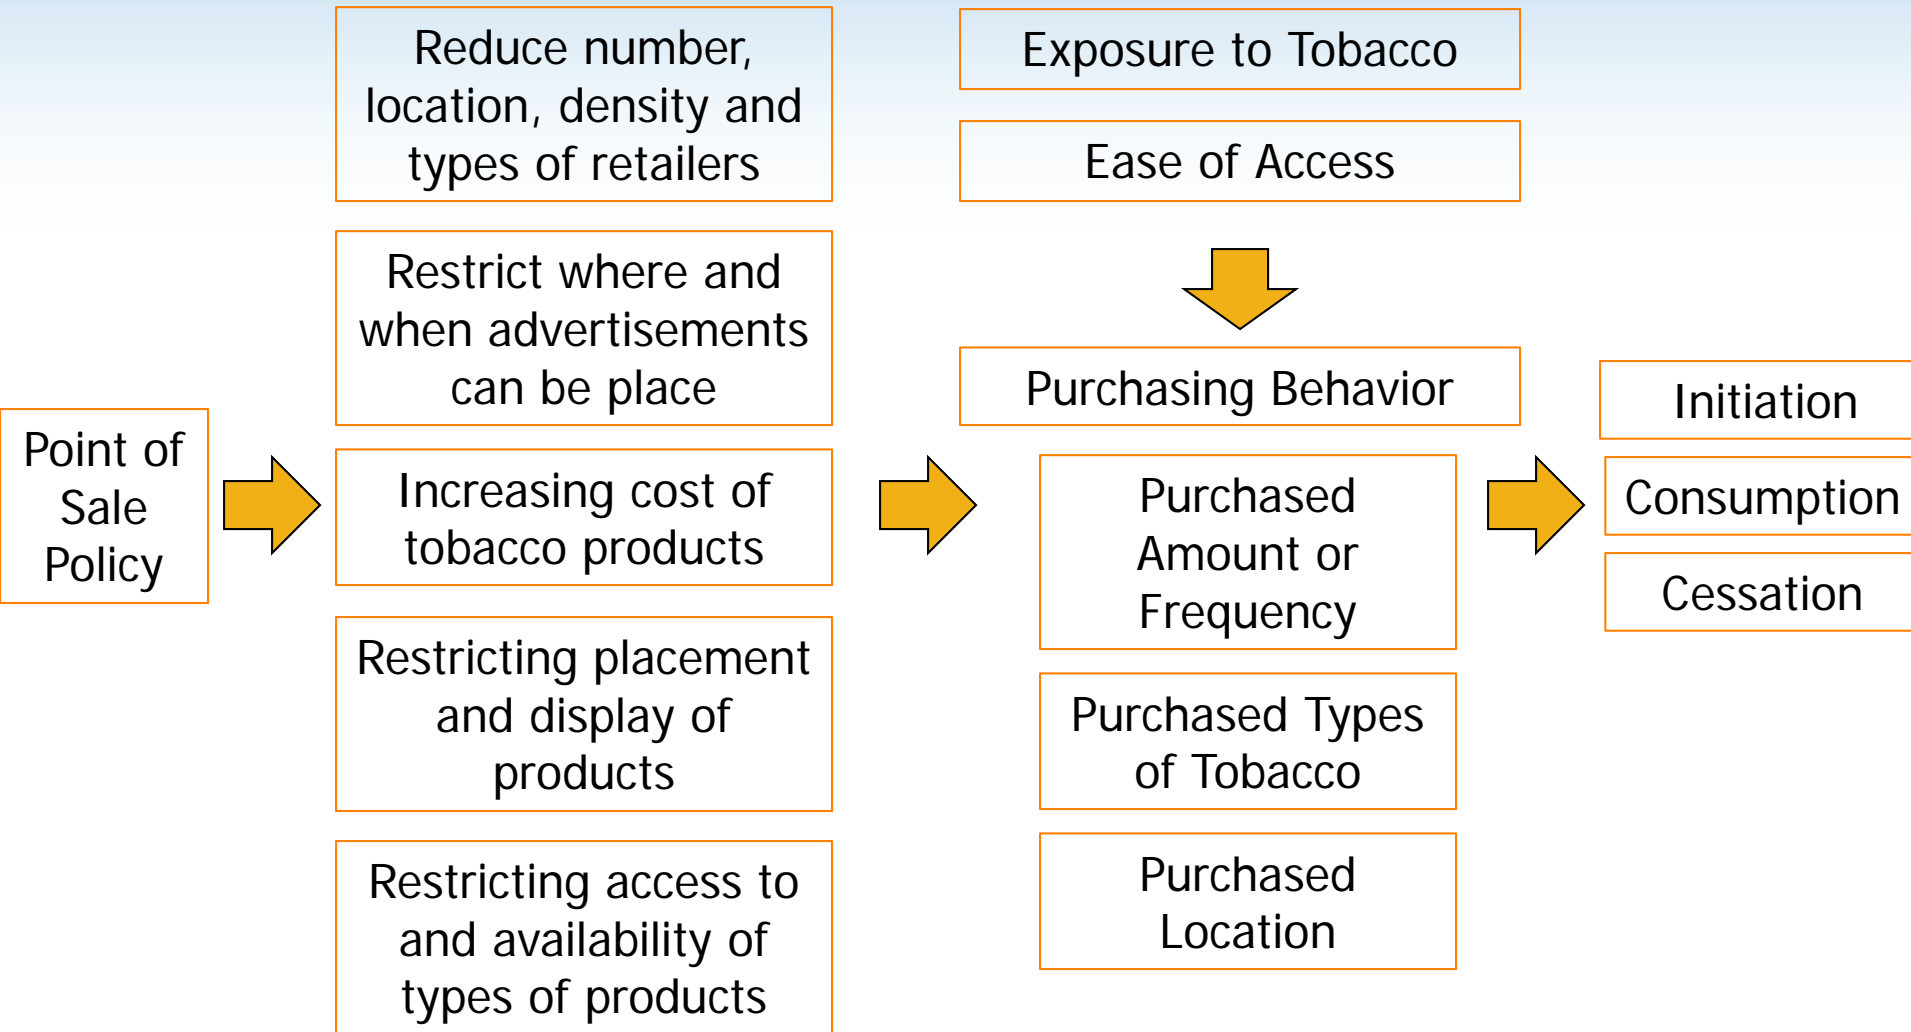 Point of
Sale
Policy
Reduce number,
location, density and
types of retailers
Restrict where and
when advertisements
can be place
Increasing cost of
tobacco products
Restricting placement
and display of
products
Restricting access to
and availability of
types of products
Exposure to Tobacco
Ease of Access
Purchasing Behavior
Purchased
Amount or
Frequency
Purchased Types
of Tobacco
Purchased
Location
Initiation
Consumption
Cessation